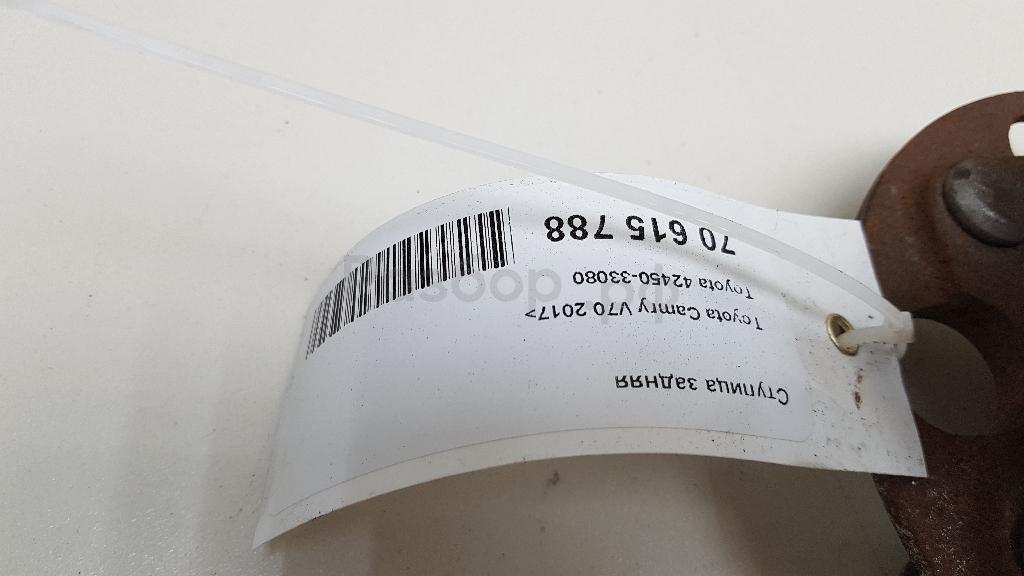 Ступица задняя
Toyota Camry V70 2017>
Toyota 42450-33080
70 615 788